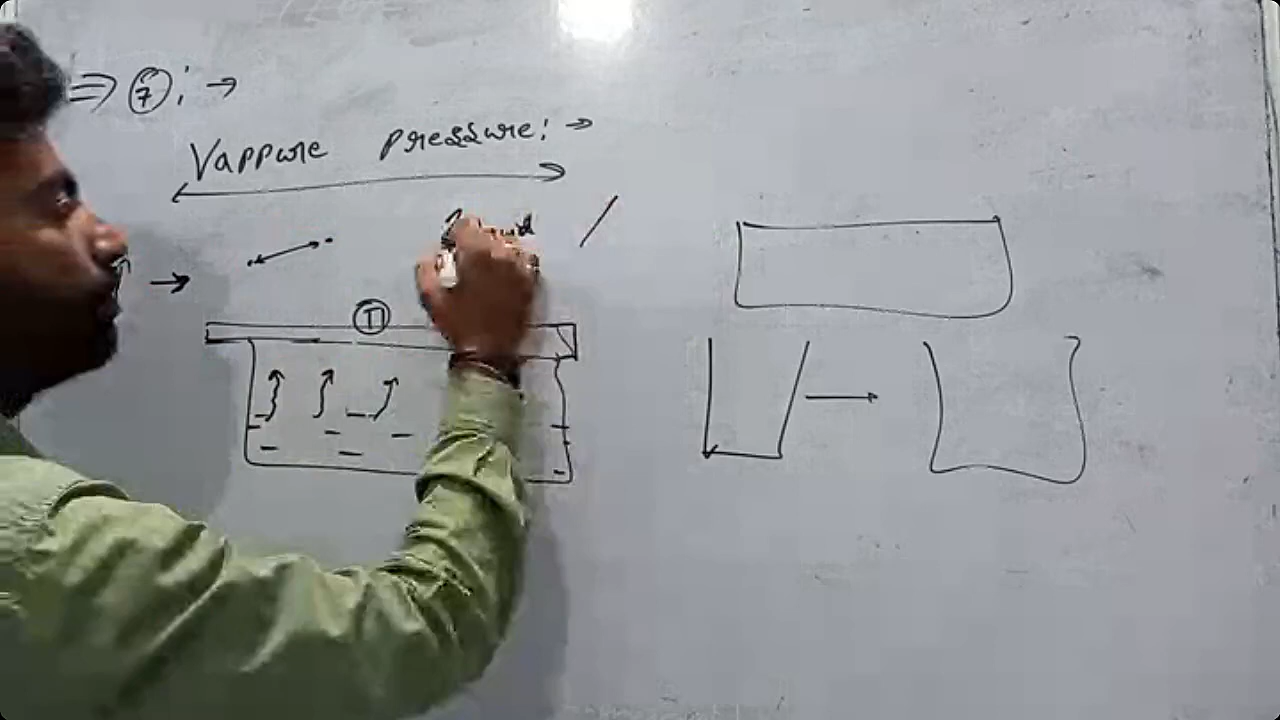 ⇒ ⑦ : →
Vappure pressure : →
→
Ⓣ